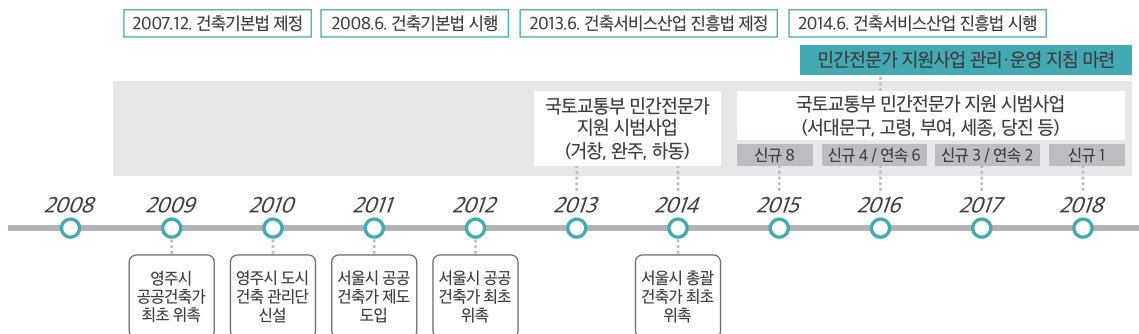 2007.12. 건축기본법 제정
2008.6. 건축기본법 시행
2013.6. 건축서비스산업 진흥법 제정
2014.6. 건축서비스산업 진흥법 시행
민간전문가 지원사업 관리·운영 지침 마련
국토교통부 민간전문가
지원 시범사업
(거창, 완주, 하동)
국토교통부 민간전문가 지원 시범사업
(서대문구, 고령, 부여, 세종, 당진 등)
신규 8
신규 4 / 연속 6
신규 3 / 연속 2
신규 1
2008
2009
2010
2011
2012
2013
2014
2015
2016
2017
2018
영주시
공공건축가
최초 위촉
영주시 도시
건축 관리단
신설
서울시 공공
건축가 제도
도입
서울시 공공
건축가 최초
위촉
서울시 총괄
건축가 최초
위촉